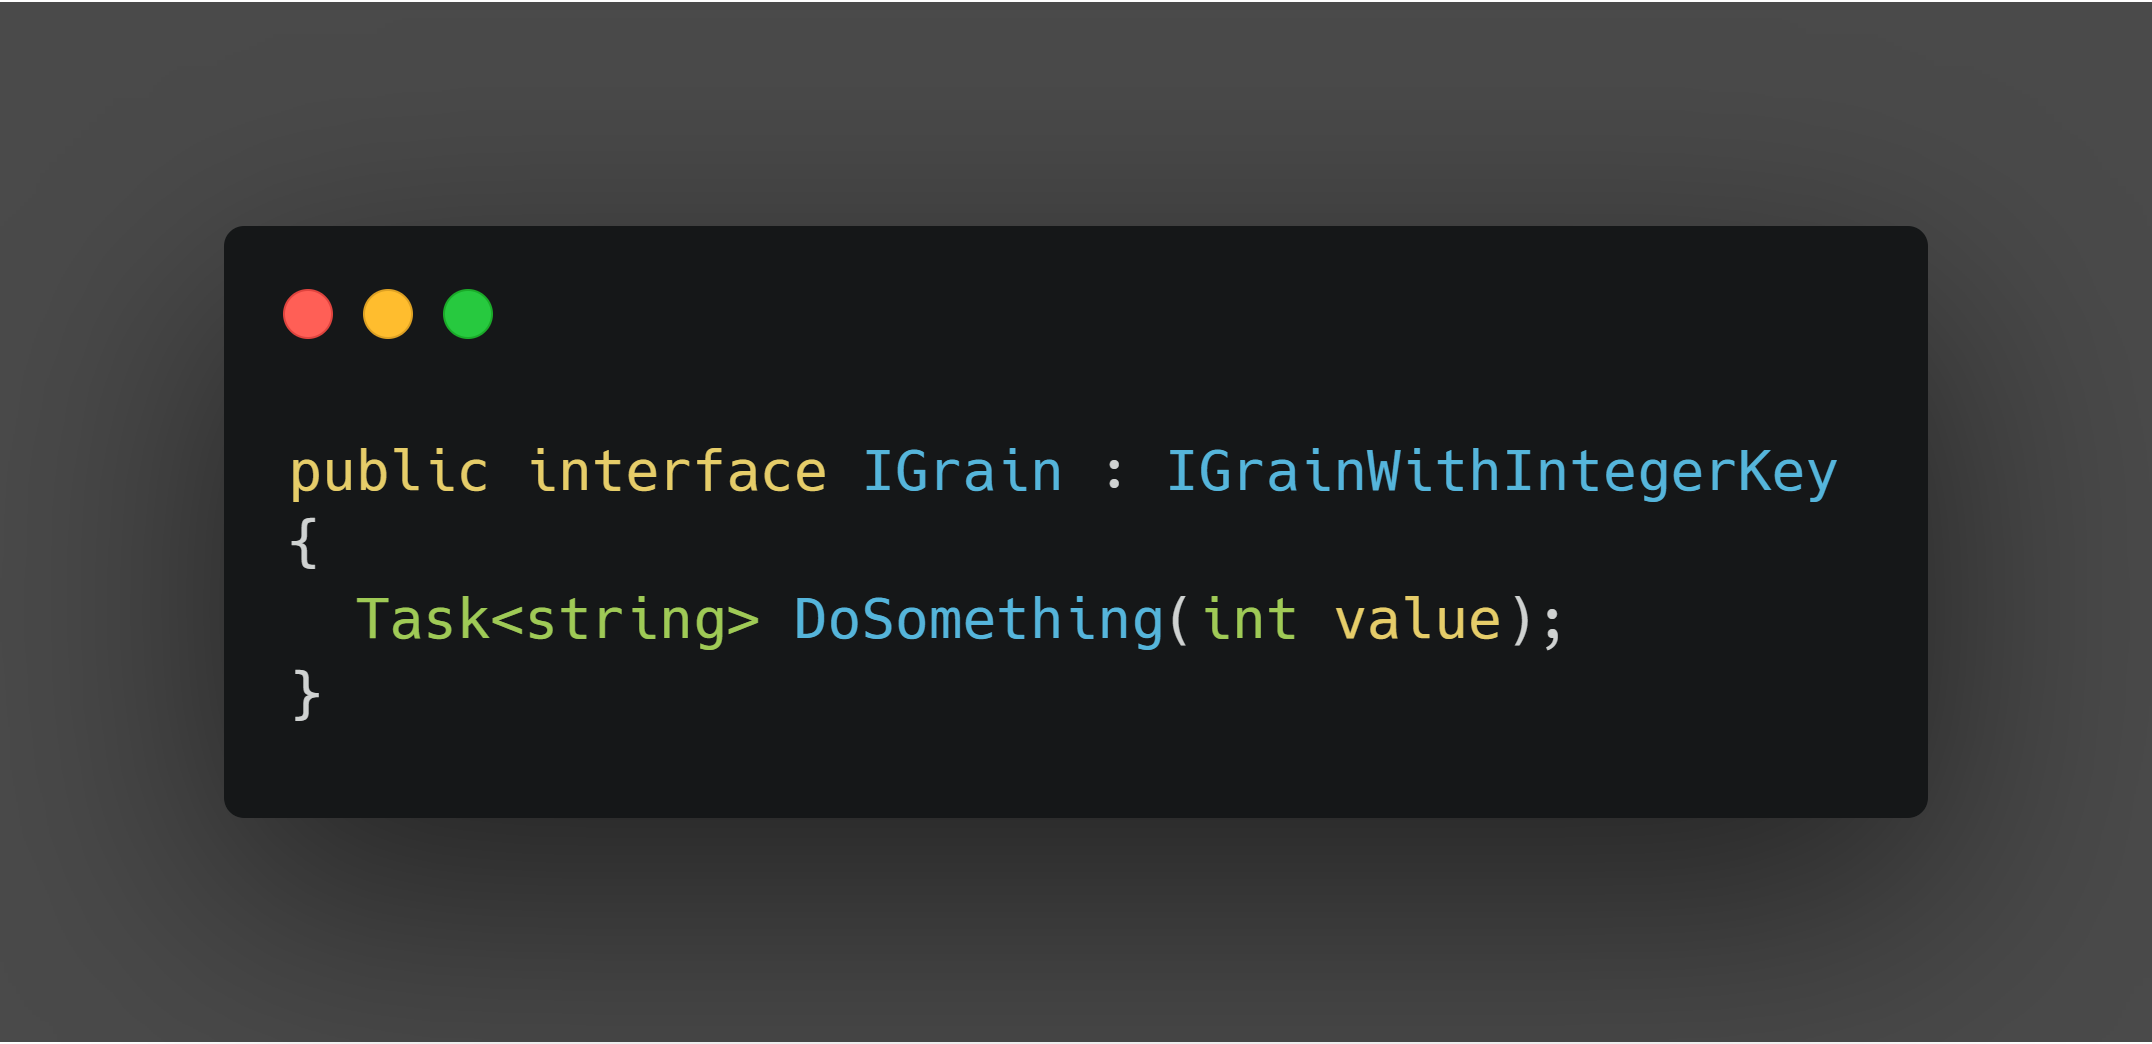 public interface IGrain : IGrainWithIntegerKey
{
  Task<string> DoSomething(int value);
}